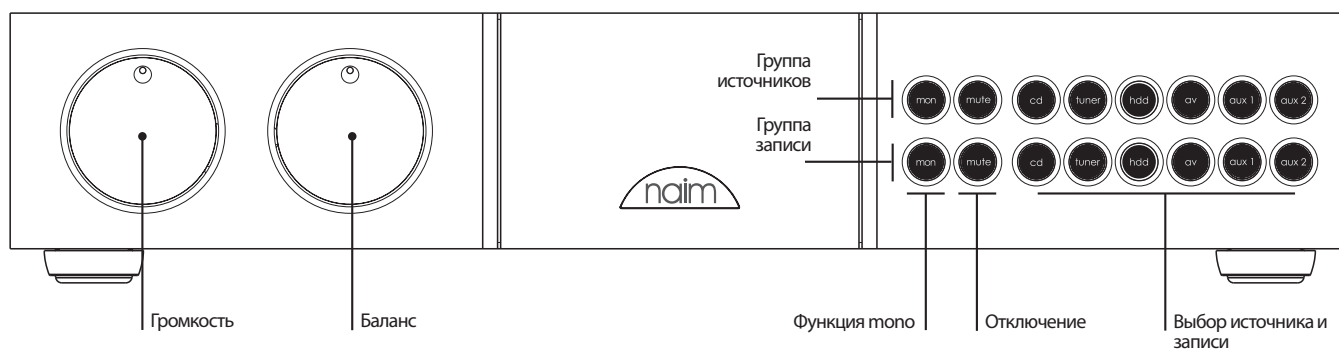 Группа
источников
mon mute cd tuner hdd av aux 1 aux 2
Группа
записи
mon mute cd tuner hdd av aux 1 aux 2
naim
Громкость
Баланс
Функция mono
Отключение
Выбор источника и
записи